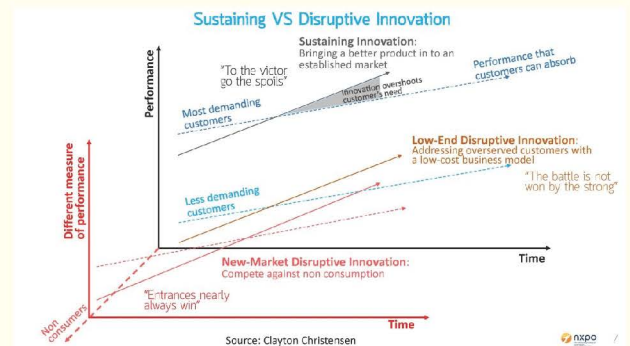 Sustaining VS Disruptive Innovation
Sustaining Innovation:
Bringing a better product in to an
established market
"To the victor
go the spoils"
Performance that
customers can absorb
Innovation overshoots
customer's need
Performance
Most demanding
customers
Low-End Disruptive Innovation:
Addressing overserved customers with
a low-cost business model
"The battle is not
won by the strong"
Different measure
of performance
Less demanding
customers
Time
New-Market Disruptive Innovation:
Compete against non consumption
"Entrances nearly
always win"
Non
consumers
Time
Source: Clayton Christensen
nxpo
/